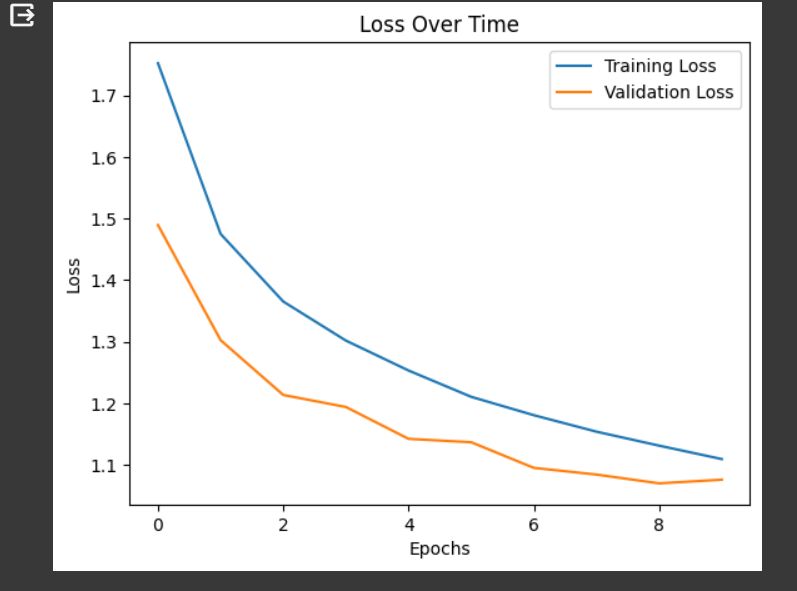 Loss Over Time
Training Loss
Validation Loss
1.7
1.6
1.5
1.4
1.3
1.2
1.1
Loss
0 2 4 6 8
Epochs